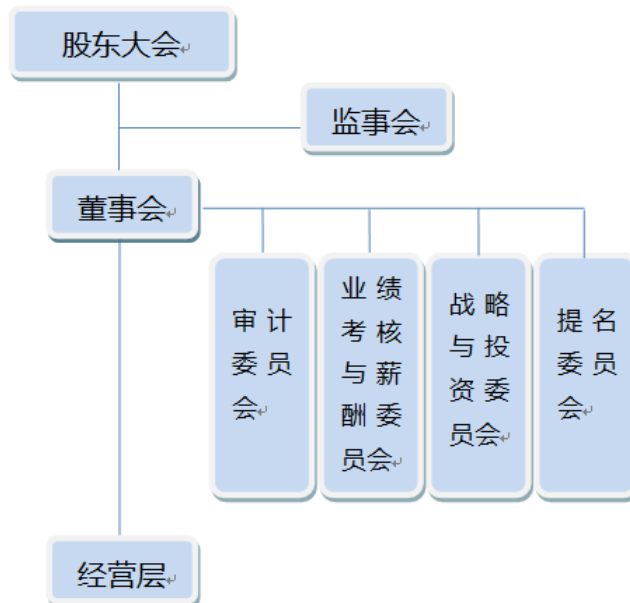 股东大会
监事会
董事会
审计
委员
会
业绩
考核
与薪
酬委
员会
战略
与投
资委
员会
提名
委员
会
经营层